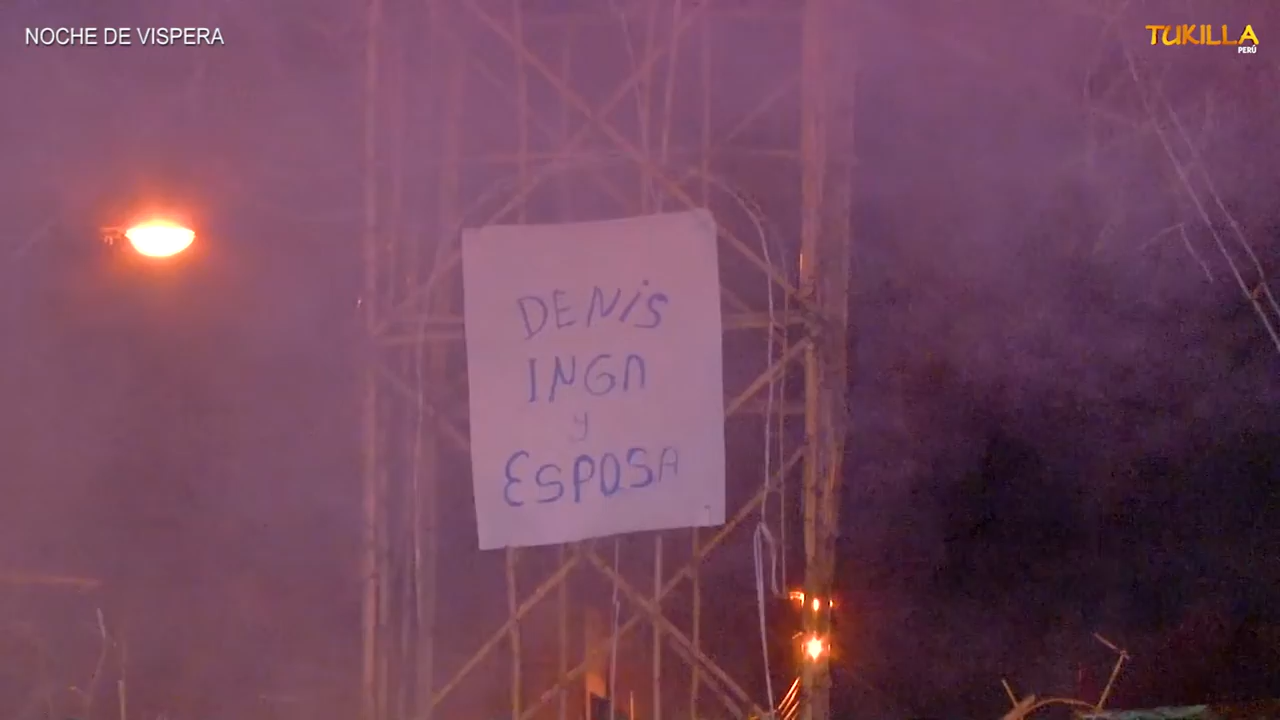 NOCHE DE VISPERA
TUKILLA
PERÚ
DENIS
INGA
y
ESPOSA